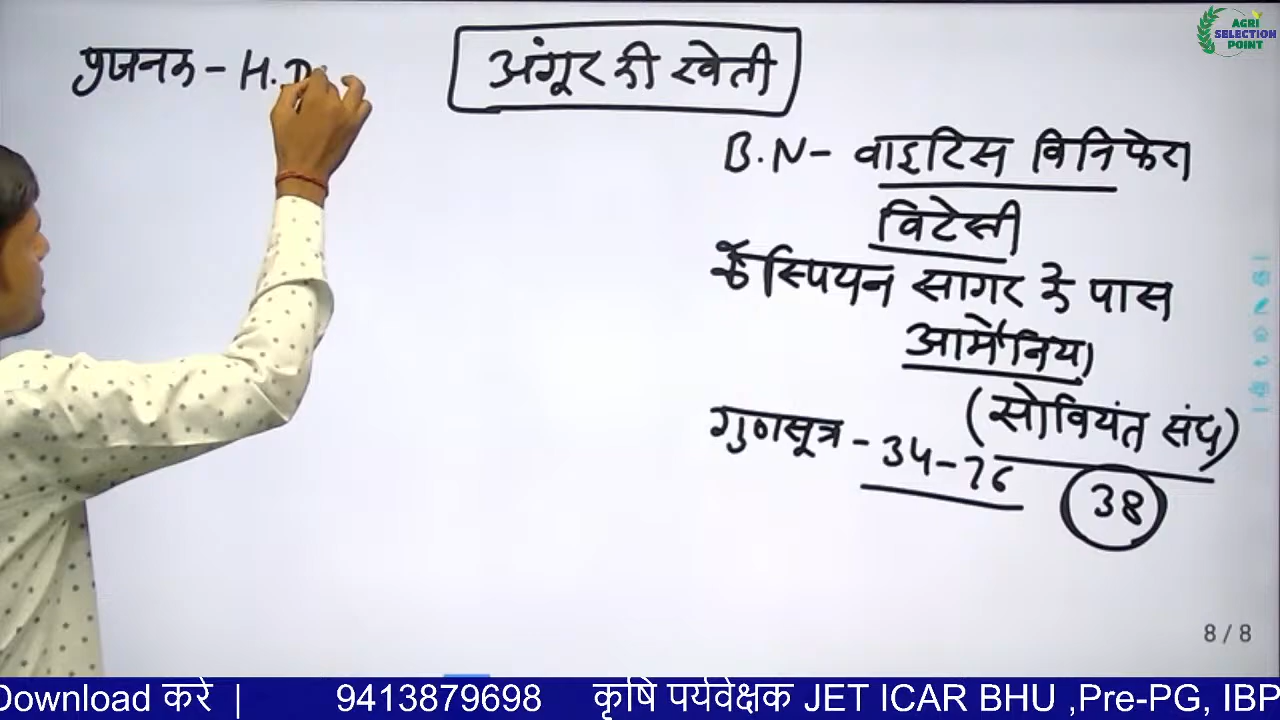 AGRI
SELECTION
POINT
प्रजनक - H.D
अंगूर की खेती
B.N - वाइटिस विनिफेरा
विटेसी
कैस्पियन सागर के पास
आर्मेनिया
(सोवियंत संघ)
गुणसूत्र - 34-76
38
8 / 8
Download करे | 9413879698 कृषि पर्यवेक्षक JET ICAR BHU ,Pre-PG, IBP